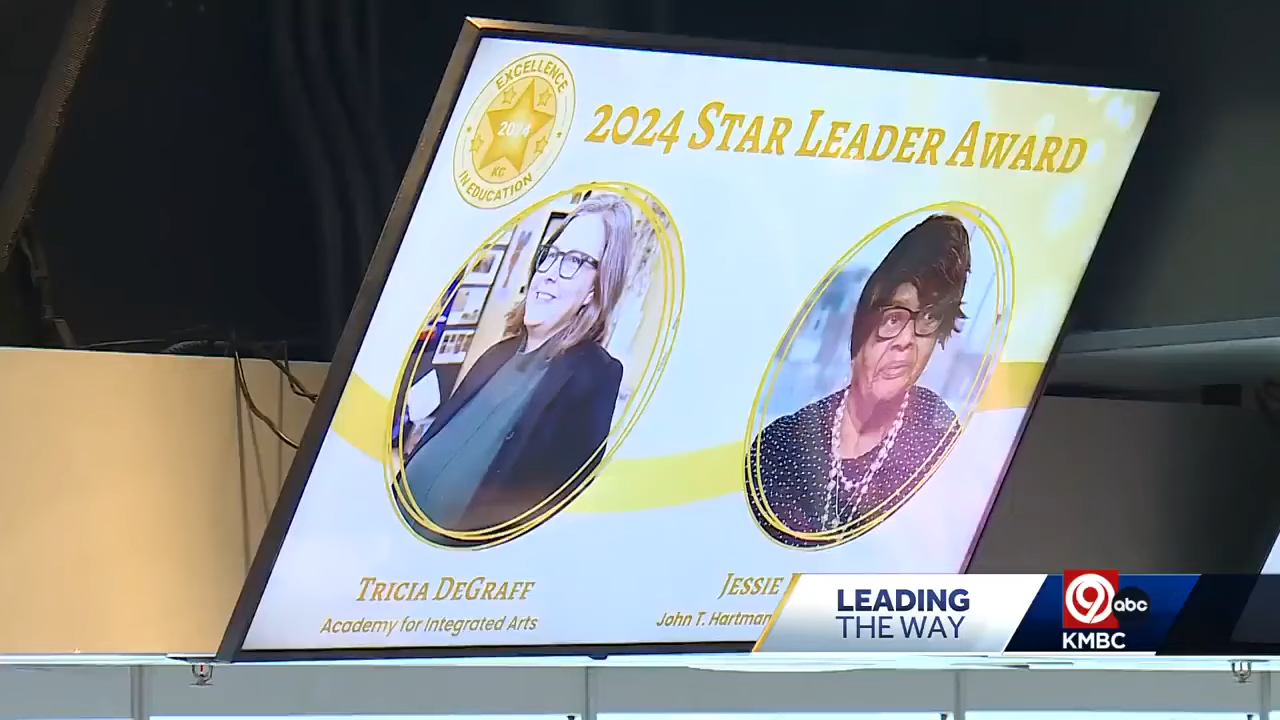 EXCELLENCE
2024
KC
IN EDUCATION
2024 STAR LEADER AWARD
TRICIA DEGRAFF
Academy for Integrated Arts
JESSIE
John T. Hartman
LEADING
THE WAY
9
abc
KMBC